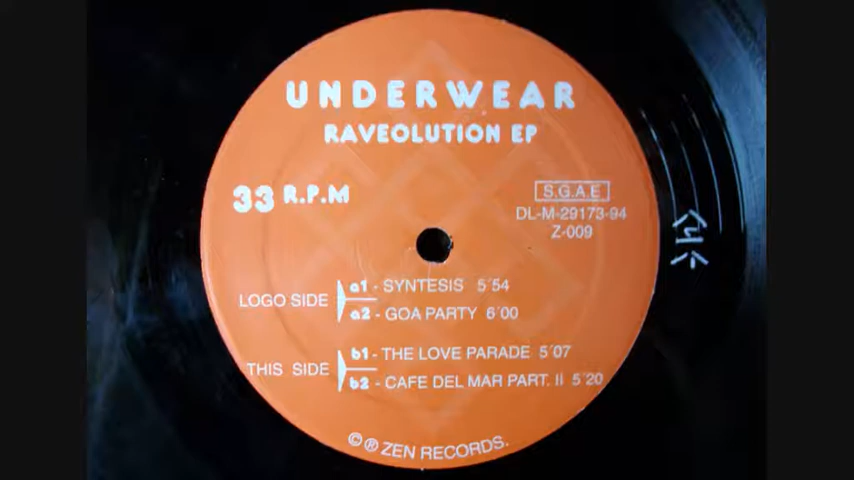 UNDERWEAR
RAVEOLUTION EP
33 R.P.M
S.G.A.E
DL-M-29173-94
Z-009
LOGO SIDE
a1 - SYNTESIS 5´54
a2 - GOA PARTY 6´00
THIS SIDE
b1 - THE LOVE PARADE 5´07
b2 - CAFE DEL MAR PART. II 5´20
© ® ZEN RECORDS.